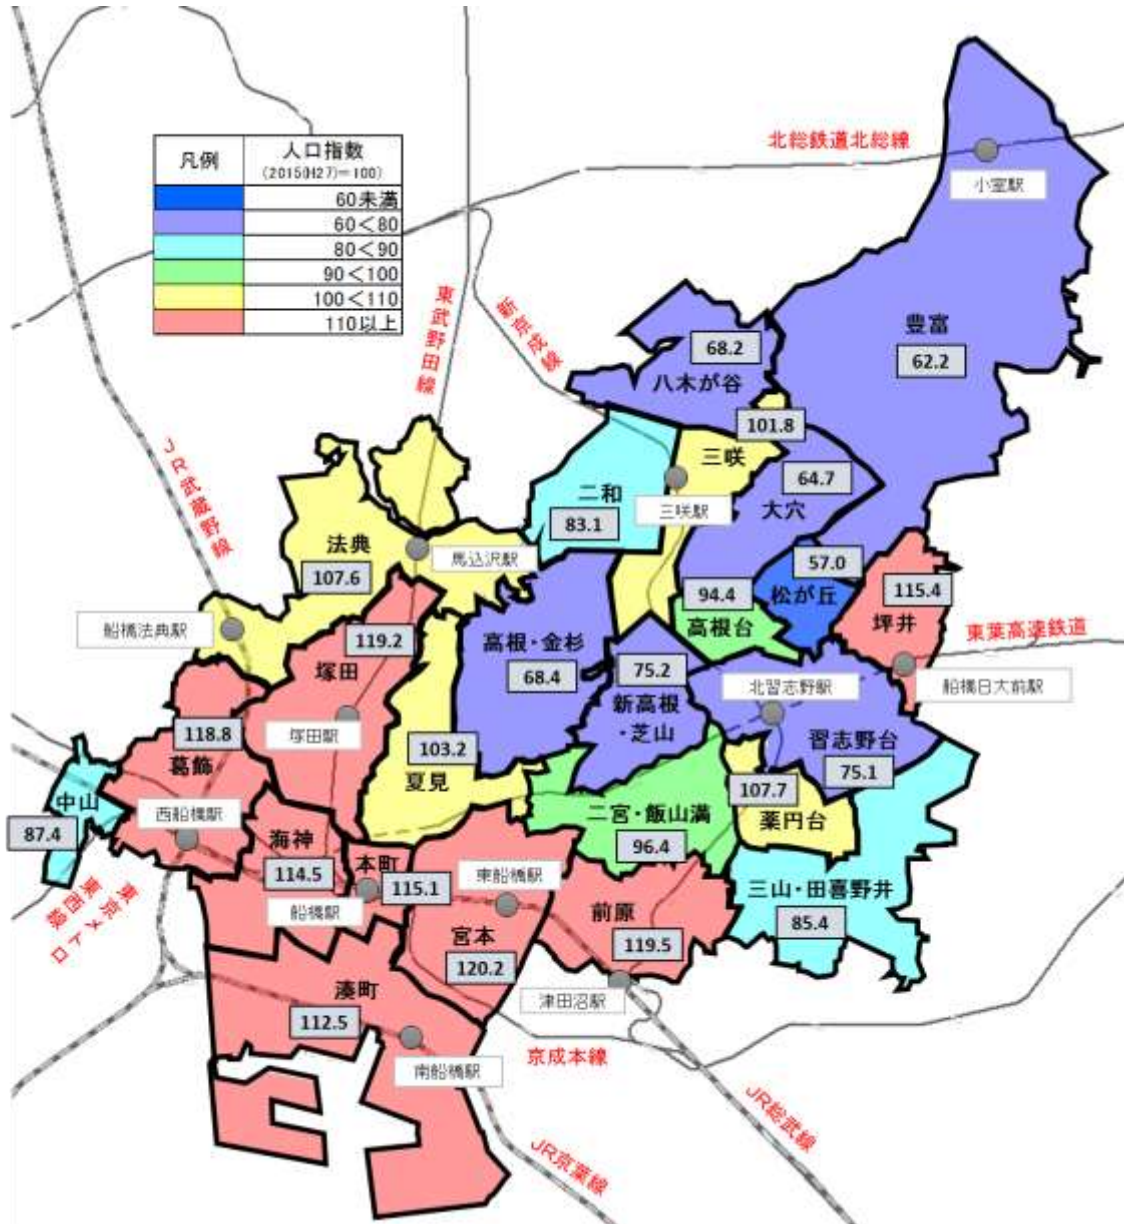 北総鉄道北総線
小室駅
凡例
人口指数
(2015(H27)=100)
60未満
60<80
80<90
90<100
100<110
110以上
東武野田線
新京成線
JR武蔵野線
豊富
62.2
68.2
八木が谷
101.8
三咲
64.7
大穴
二和
83.1
三咲駅
法典
107.6
馬込沢駅
57.0
松が丘
115.4
坪井
94.4
高根台
船橋法典駅
119.2
塚田
塚田駅
高根・金杉
68.4
75.2
新高根
・芝山
北習志野駅
東葉高速鉄道
船橋日大前駅
習志野台
75.1
118.8
葛飾
103.2
夏見
107.7
薬円台
中山
87.4
西船橋駅
二宮・飯山満
96.4
海神
114.5
本町
115.1
船橋駅
東船橋駅
三山・田喜野井
85.4
前原
119.5
宮本
120.2
東京メトロ
東西線
湊町
112.5
津田沼駅
南船橋駅
京成本線
JR総武線
JR京葉線